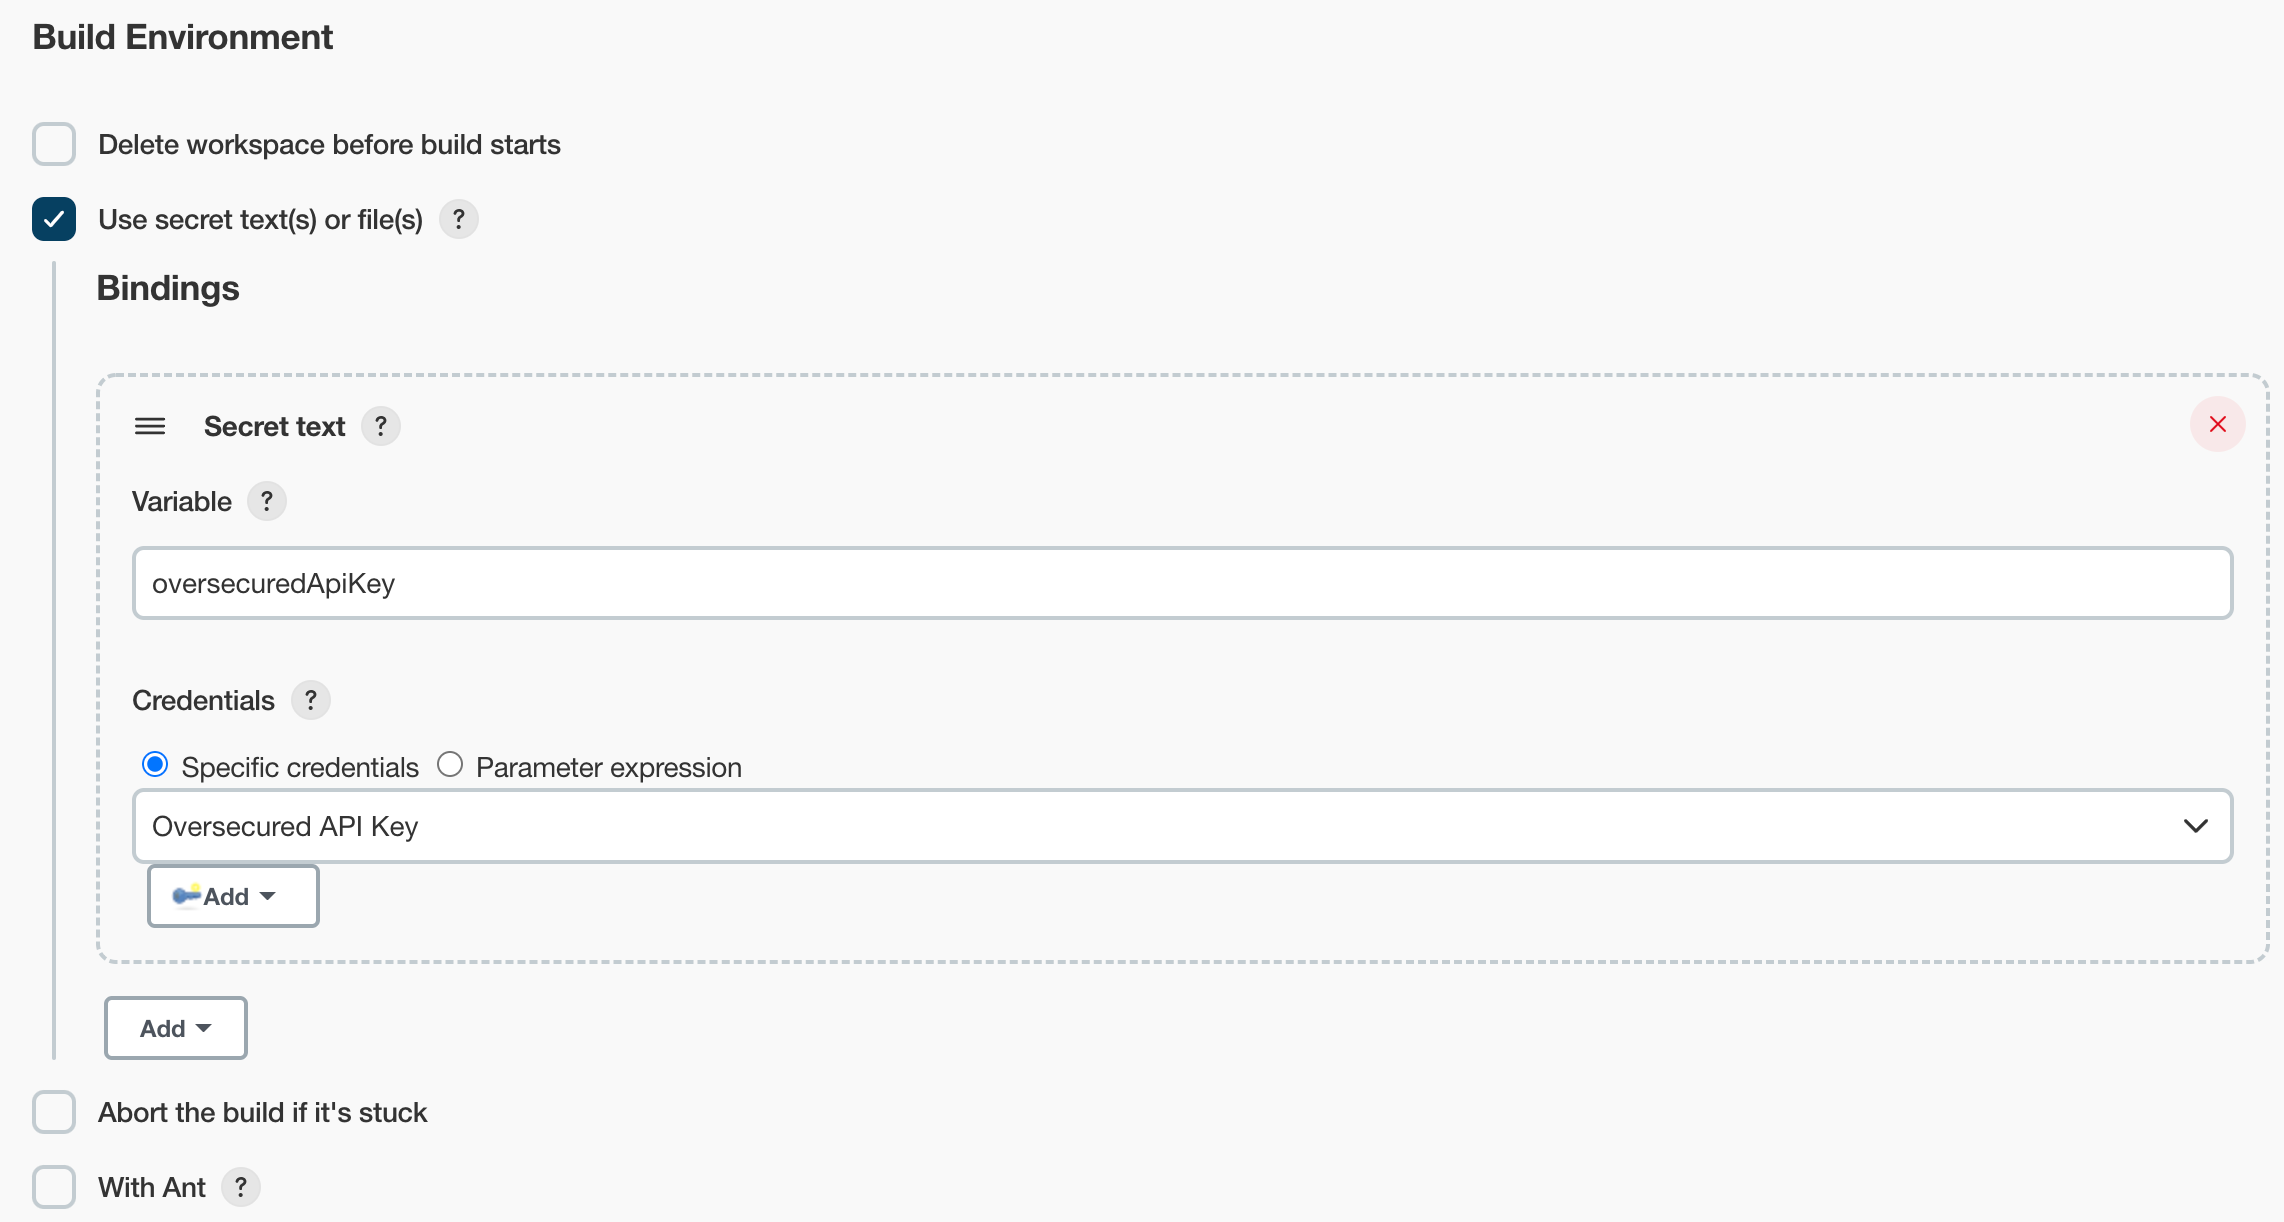 Build Environment
Delete workspace before build starts
Use secret text(s) or file(s) ?
Bindings
Secret text ?
Variable ?
oversecuredApiKey
Credentials ?
Specific credentials Parameter expression
Oversecured API Key
Add
Add
Abort the build if it's stuck
With Ant ?